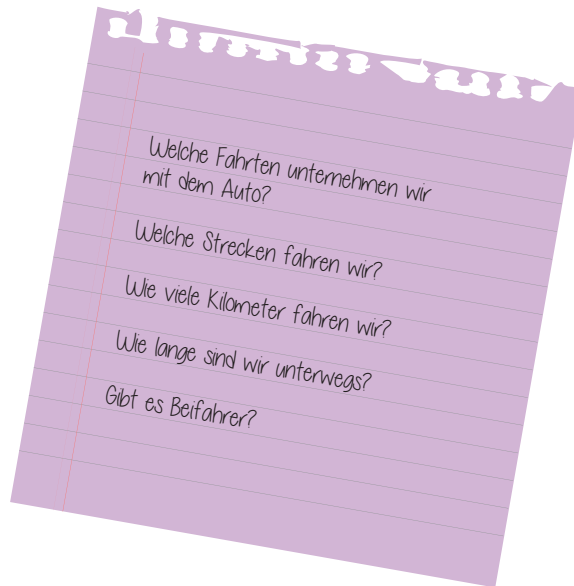 Welche Fahrten unternehmen wir
mit dem Auto?
Welche Strecken fahren wir?
Wie viele Kilometer fahren wir?
Wie lange sind wir unterwegs?
Gibt es Beifahrer?